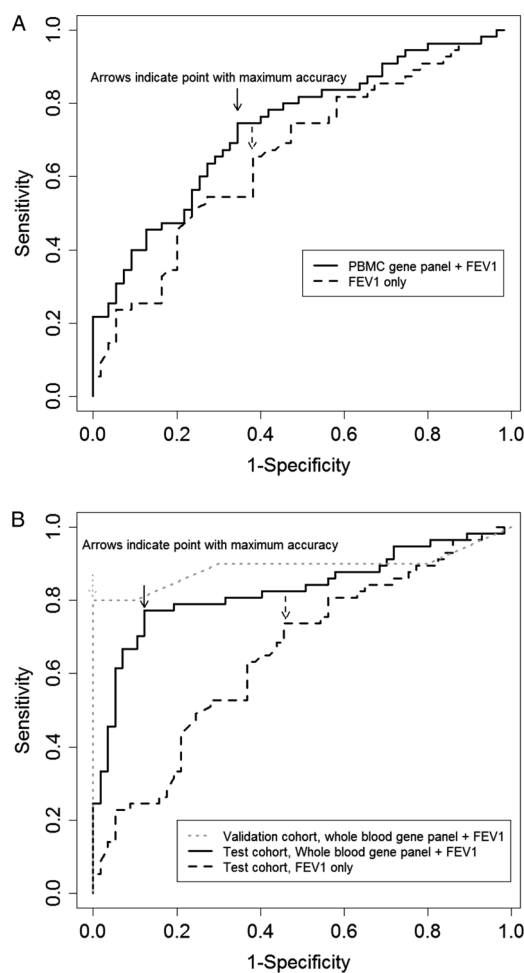 A
Arrows indicate point with maximum accuracy
Sensitivity
1.0
0.8
0.6
0.4
0.2
0.0
PBMC gene panel + FEV1
FEV1 only
0.0 0.2 0.4 0.6 0.8 1.0
1-Specificity
B
Arrows indicate point with maximum accuracy
Sensitivity
1.0
0.8
0.6
0.4
0.2
0.0
Validation cohort, whole blood gene panel + FEV1
Test cohort, Whole blood gene panel + FEV1
Test cohort, FEV1 only
0.0 0.2 0.4 0.6 0.8 1.0
1-Specificity